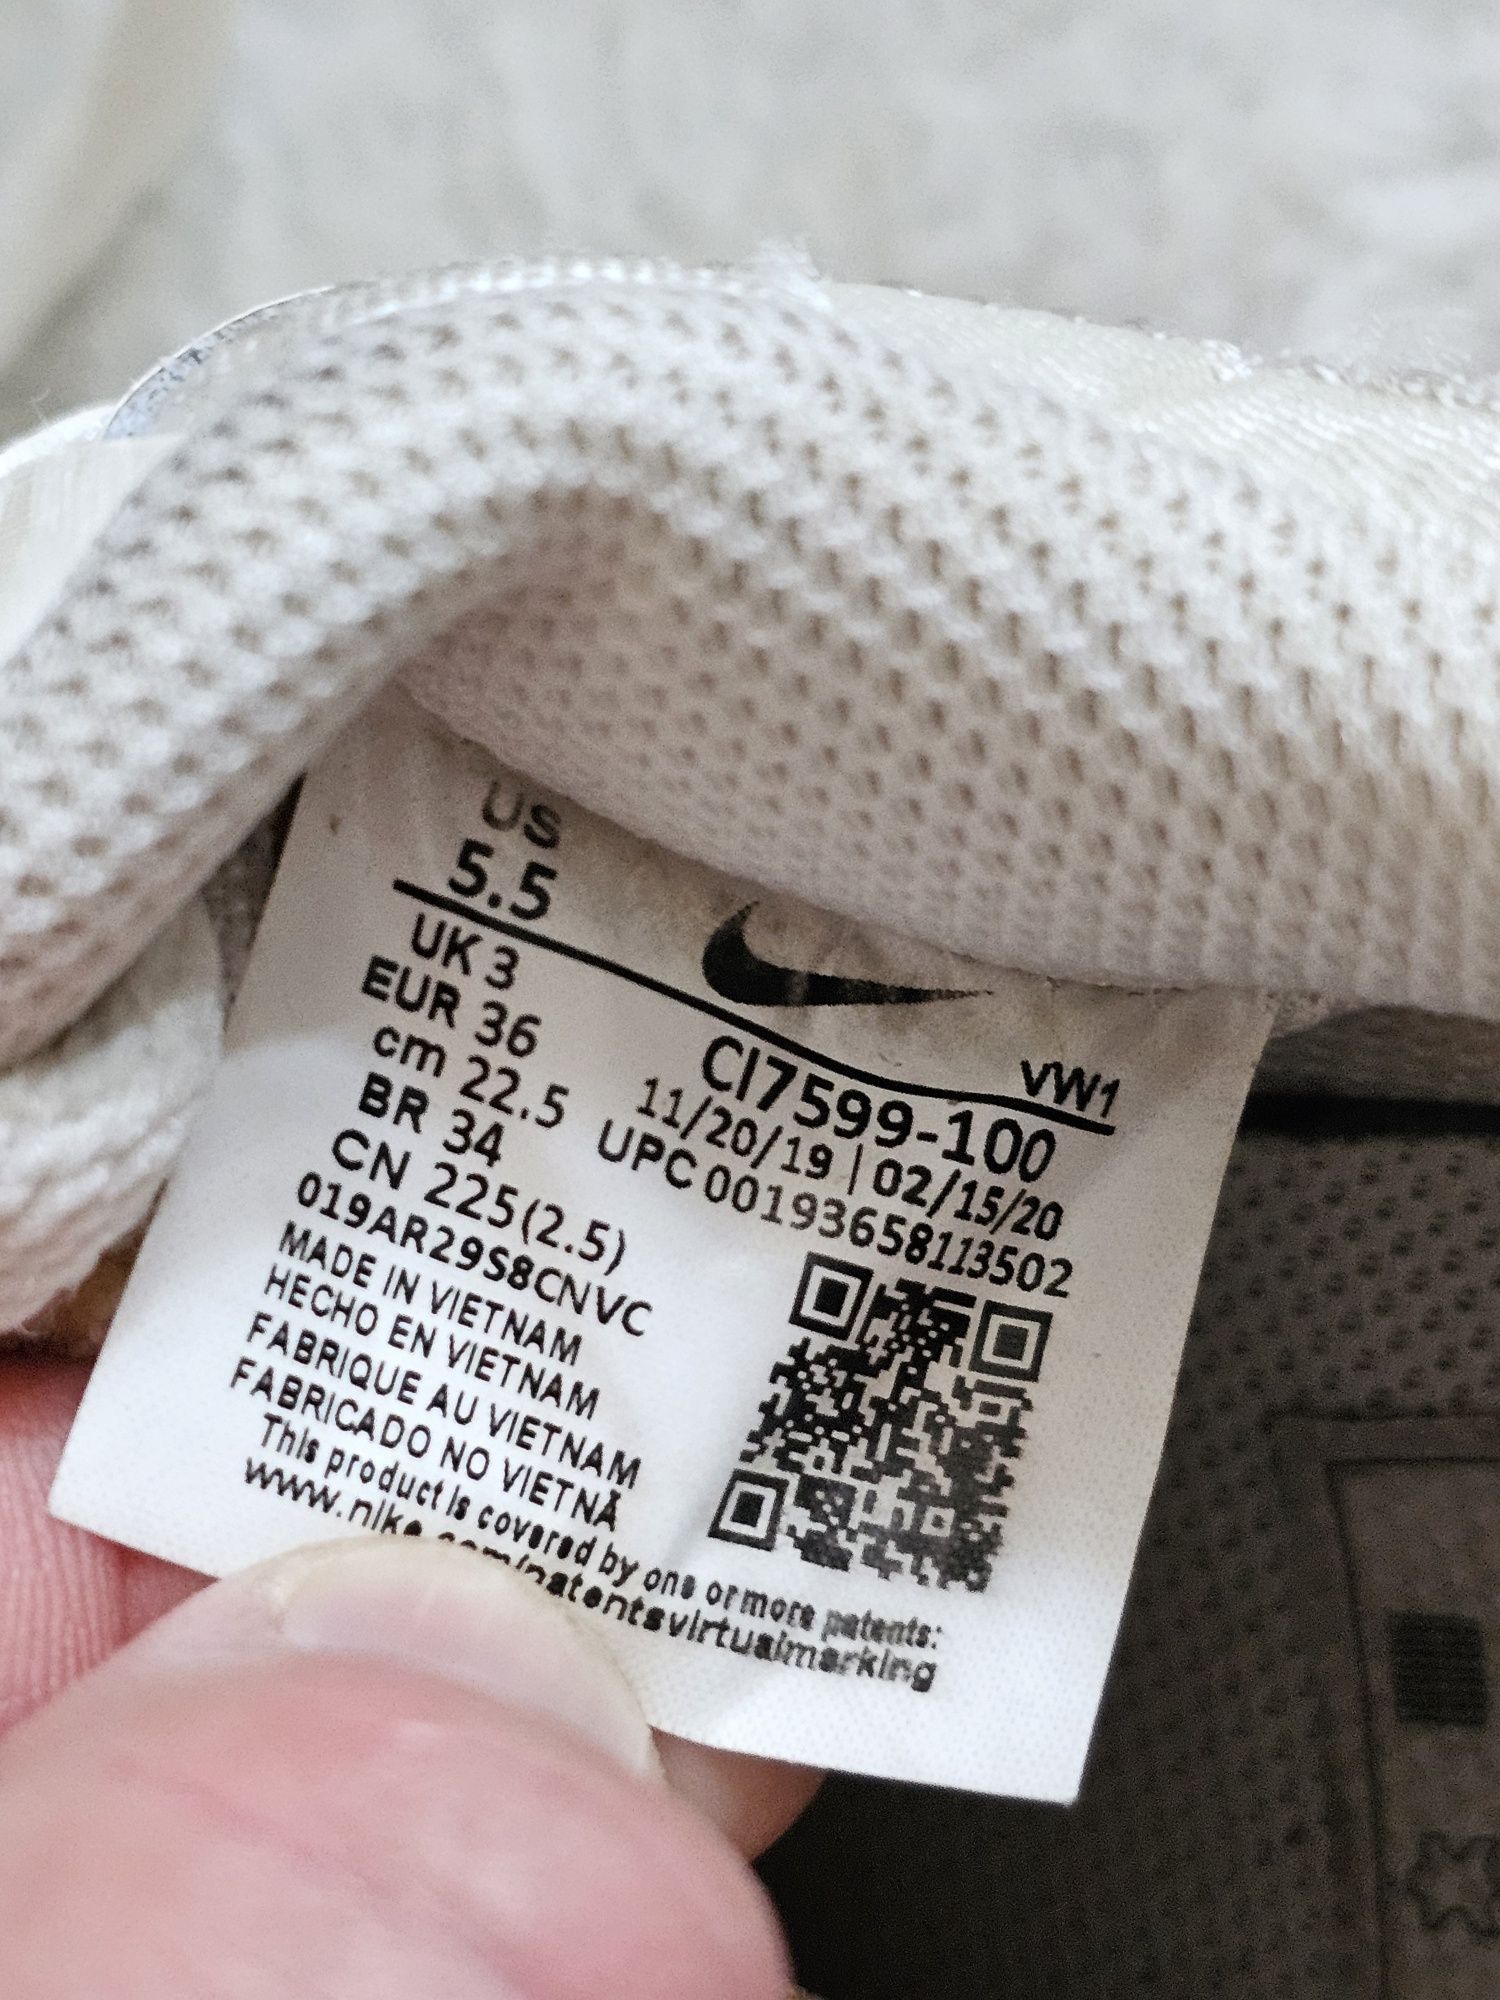 US
5.5
UK 3
EUR 36
cm 22.5
BR 34
CN 225(2.5)
VW1
CI7599-100
11/20/19 | 02/15/20
UPC 00193658113502
019AR29S8CNVC
MADE IN VIETNAM
HECHO EN VIETNAM
FABRIQUE AU VIETNAM
FABRICADO NO VIETNÃ
This product is covered by one or more patents:
www.nike.com/patentsvirtualmarking